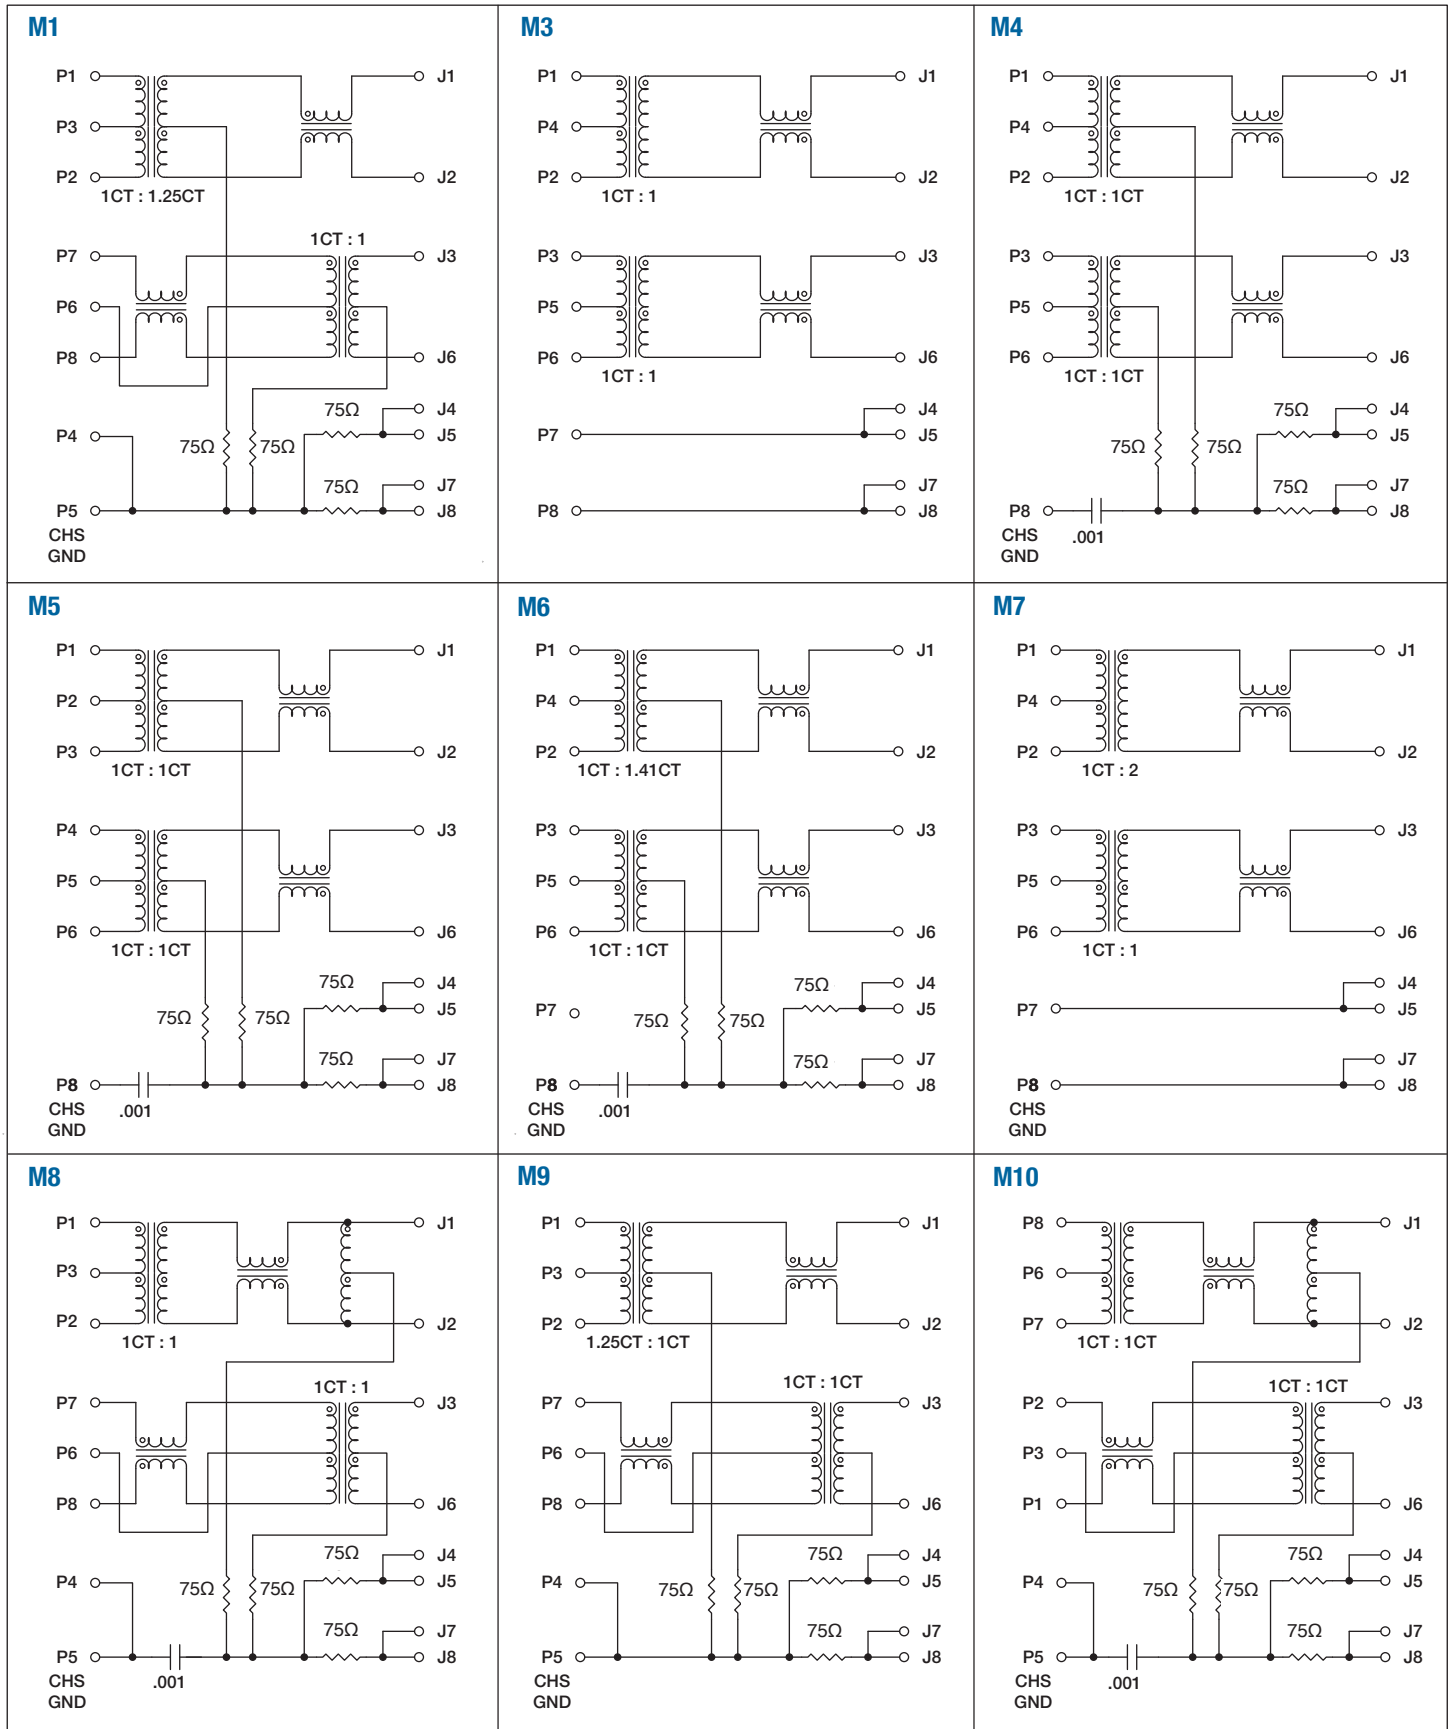 M1
P1
J1
P3
P2
J2
1CT : 1.25CT
1CT : 1
P7
J3
P6
P8
J6
75Ω
J4
P4
75Ω
75Ω
J5
75Ω
J7
P5
J8
CHS
GND
M3
P1
J1
P4
P2
J2
1CT : 1
P3
J3
P5
P6
J6
1CT : 1
J4
P7
J5
J7
P8
J8
M4
P1
J1
P4
P2
J2
1CT : 1CT
P3
J3
P5
P6
J6
1CT : 1CT
75Ω
J4
75Ω
75Ω
J5
75Ω
J7
P8
J8
CHS
.001
GND
M5
P1
J1
P2
P3
J2
1CT : 1CT
P4
J3
P5
P6
J6
1CT : 1CT
75Ω
J4
75Ω
75Ω
J5
75Ω
J7
P8
J8
CHS
.001
GND
M6
P1
J1
P4
P2
J2
1CT : 1.41CT
P3
J3
P5
P6
J6
1CT : 1CT
75Ω
J4
P7
75Ω
75Ω
J5
75Ω
J7
P8
J8
CHS
.001
GND
M7
P1
J1
P4
P2
J2
1CT : 2
P3
J3
P5
P6
J6
1CT : 1
J4
P7
J5
J7
P8
J8
CHS
GND
M8
P1
J1
P3
P2
J2
1CT : 1
1CT : 1
P7
J3
P6
P8
J6
75Ω
J4
P4
75Ω
75Ω
J5
75Ω
J7
P5
J8
CHS
.001
GND
M9
P1
J1
P3
P2
J2
1.25CT : 1CT
1CT : 1CT
P7
J3
P6
P8
J6
75Ω
J4
P4
75Ω
75Ω
J5
75Ω
J7
P5
J8
CHS
GND
M10
P8
J1
P6
P7
J2
1CT : 1CT
1CT : 1CT
P2
J3
P3
P1
J6
75Ω
J4
P4
75Ω
75Ω
J5
75Ω
J7
P5
J8
CHS
.001
GND